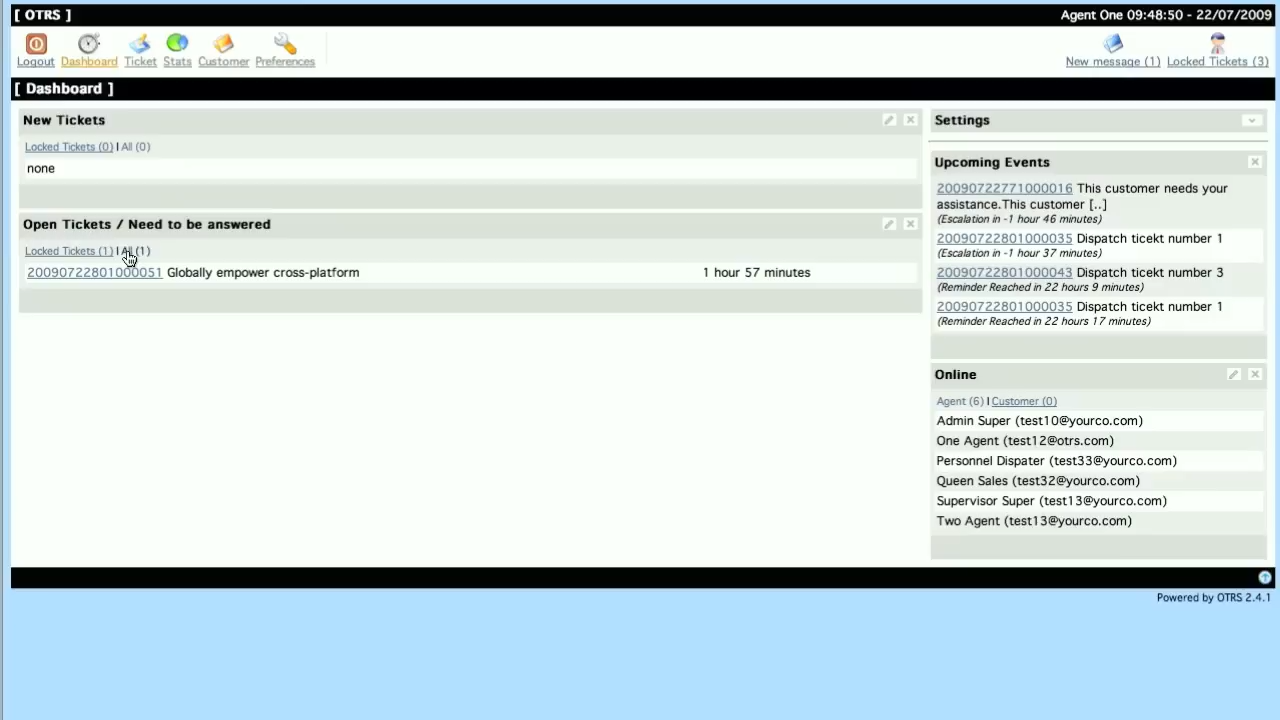 [ OTRS ]
Agent One 09:48:50 - 22/07/2009
Logout Dashboard Ticket Stats Customer Preferences
New message (1) Locked Tickets (3)
[ Dashboard ]
New Tickets
Locked Tickets (0) | All (0)
none
Open Tickets / Need to be answered
Locked Tickets (1) | All (1)
20090722801000051 Globally empower cross-platform 1 hour 57 minutes
Settings
Upcoming Events
20090722771000016 This customer needs your
assistance.This customer [..]
(Escalation in -1 hour 46 minutes)
20090722801000035 Dispatch ticekt number 1
(Escalation in -1 hour 37 minutes)
20090722801000043 Dispatch ticekt number 3
(Reminder Reached in 22 hours 9 minutes)
20090722801000035 Dispatch ticekt number 1
(Reminder Reached in 22 hours 17 minutes)
Online
Agent (6) | Customer (0)
Admin Super (test10@yourco.com)
One Agent (test12@otrs.com)
Personnel Dispater (test33@yourco.com)
Queen Sales (test32@yourco.com)
Supervisor Super (test13@yourco.com)
Two Agent (test13@yourco.com)
Powered by OTRS 2.4.1